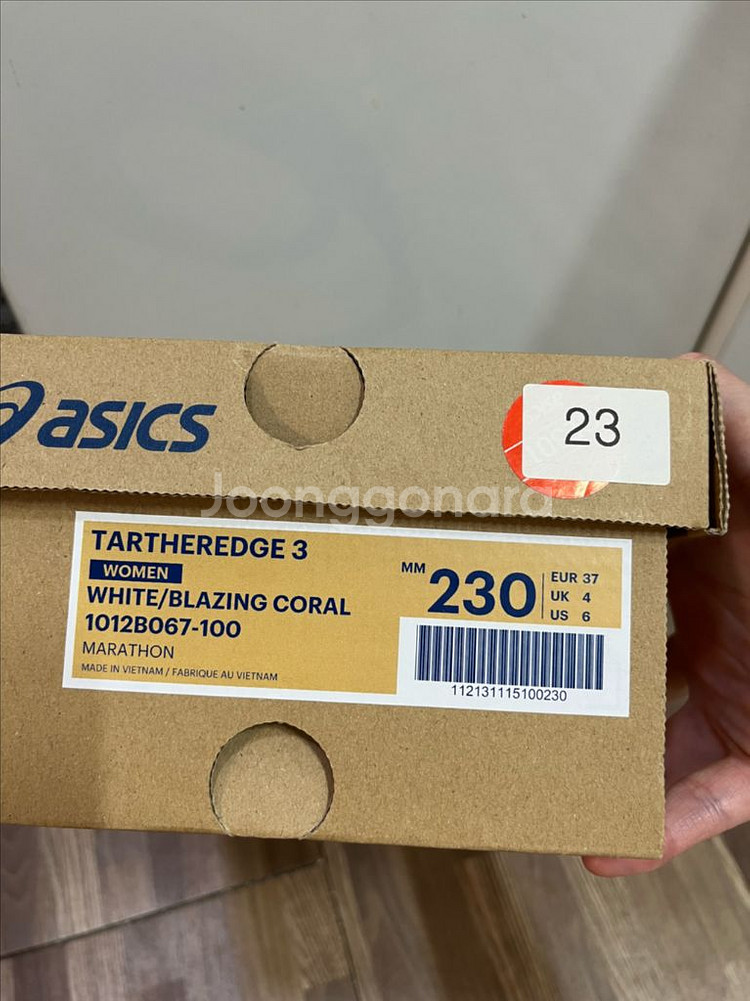 asics
23
Joonggonara
TARTHEREDGE 3
WOMEN
WHITE/BLAZING CORAL
1012B067-100
MARATHON
MADE IN VIETNAM / FABRIQUE AU VIETNAM
MM 230
EUR 37
UK 4
US 6
112131115100230